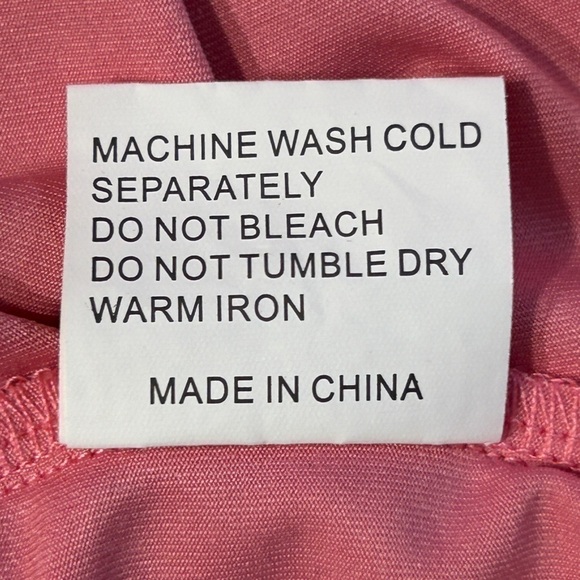 MACHINE WASH COLD
SEPARATELY
DO NOT BLEACH
DO NOT TUMBLE DRY
WARM IRON
MADE IN CHINA